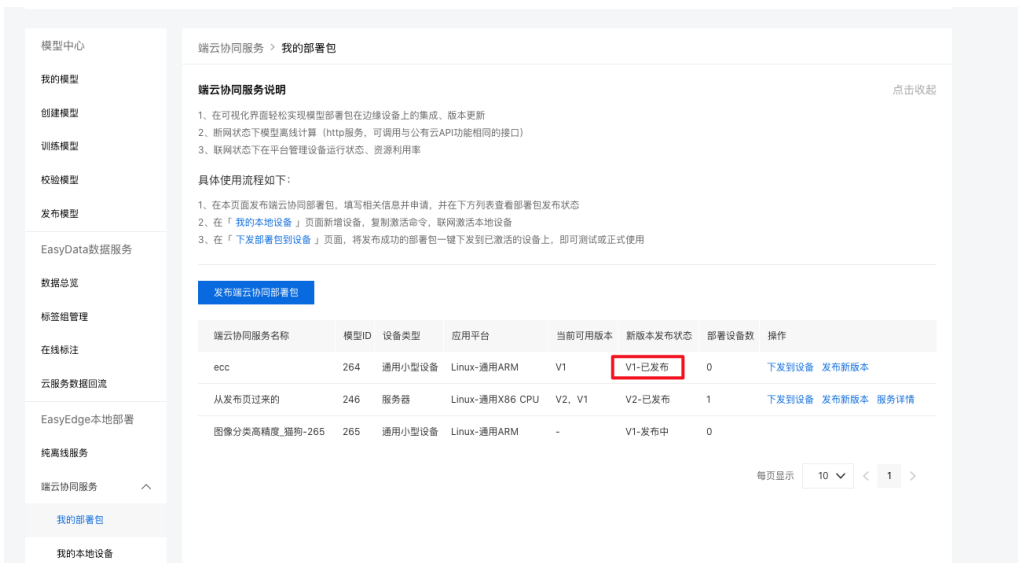 模型中心
我的模型
创建模型
训练模型
校验模型
发布模型
EasyData数据服务
数据总览
标签组管理
在线标注
云服务数据回流
EasyEdge本地部署
纯离线服务
端云协同服务
我的部署包
我的本地设备
端云协同服务 > 我的部署包
端云协同服务说明 点击收起
1、在可视化界面轻松实现模型部署包在边缘设备上的集成、版本更新
2、断网状态下模型离线计算（http服务，可调用与公有云API功能相同的接口）
3、联网状态下在平台管理设备运行状态、资源利用率
具体使用流程如下：
1、在本页面发布端云协同部署包，填写相关信息并申请，并在下方列表查看部署包发布状态
2、在「 我的本地设备 」页面新增设备，复制激活命令，联网激活本地设备
3、在「 下发部署包到设备 」页面，将发布成功的部署包一键下发到已激活的设备上，即可测试或正式使用
发布端云协同部署包
端云协同服务名称 模型ID 设备类型 应用平台 当前可用版本 新版本发布状态 部署设备数 操作
ecc 264 通用小型设备 Linux-通用ARM V1 V1-已发布 0 下发到设备 发布新版本
从发布页过来的 246 服务器 Linux-通用X86 CPU V2，V1 V2-已发布 1 下发到设备 发布新版本 服务详情
图像分类高精度_猫狗-265 265 通用小型设备 Linux-通用ARM - V1-发布中 0
每页显示 10 < 1 >